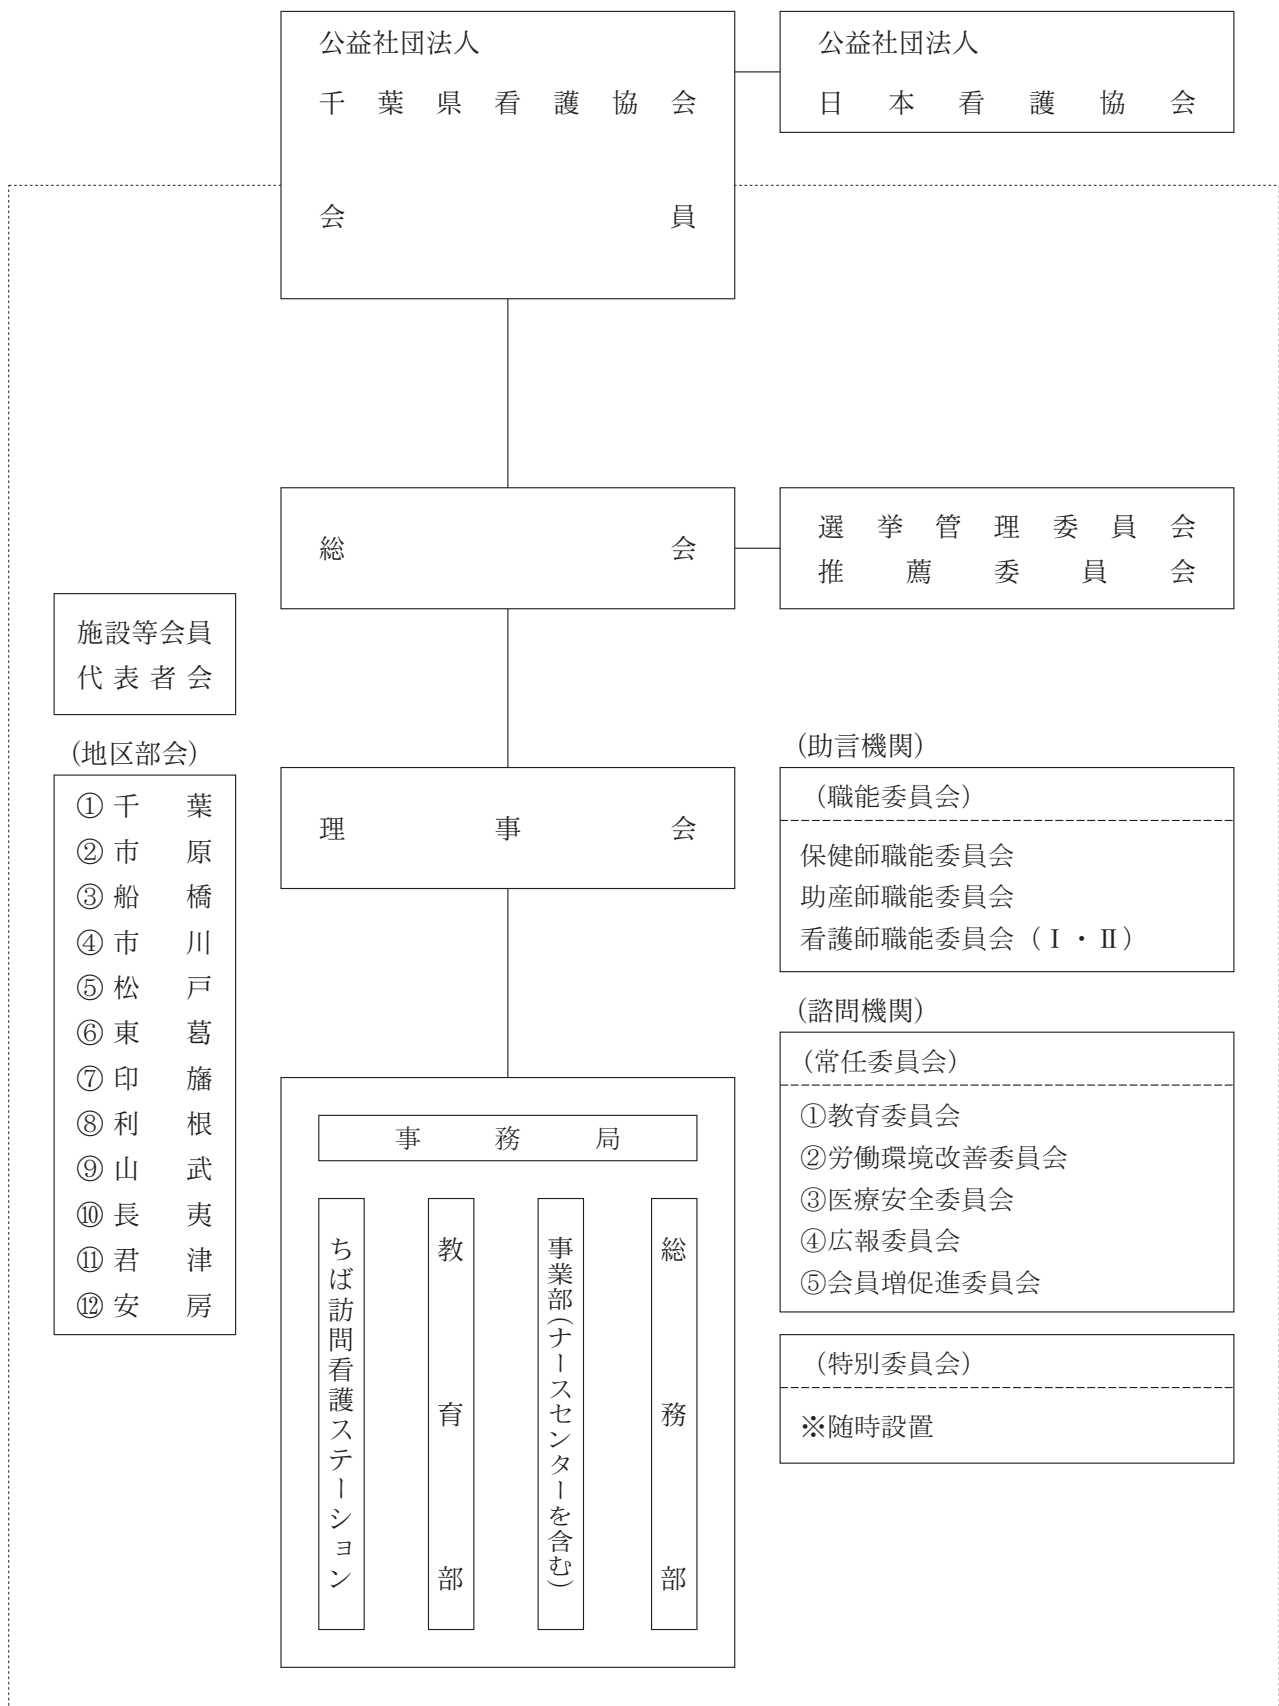 公益社団法人
千葉県看護協会
会員
公益社団法人
日本看護協会
総会
選挙管理委員会
推薦委員会
施設等会員
代表者会
(地区部会)
①千葉
②市原
③船橋
④市川
⑤松戸
⑥東葛
⑦印旛
⑧利根
⑨山武
⑩長夷
⑪君津
⑫安房
理事会
(助言機関)
(職能委員会)
保健師職能委員会
助産師職能委員会
看護師職能委員会(Ⅰ・Ⅱ)
(諮問機関)
(常任委員会)
①教育委員会
②労働環境改善委員会
③医療安全委員会
④広報委員会
⑤会員増促進委員会
(特別委員会)
※随時設置
事務局
総務部
事業部(ナースセンターを含む)
教育部
ちば訪問看護ステーション